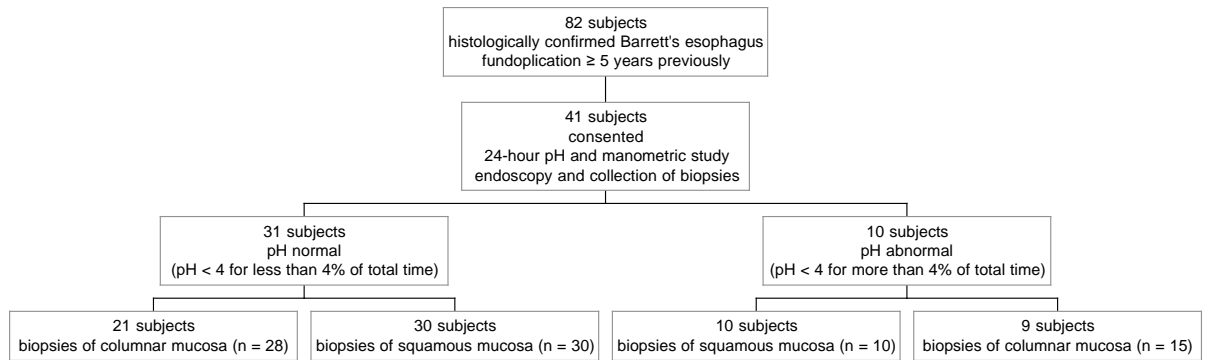 82 subjects
histologically confirmed Barrett's esophagus
fundoplication ≥ 5 years previously
41 subjects
consented
24-hour pH and manometric study
endoscopy and collection of biopsies
31 subjects
pH normal
(pH < 4 for less than 4% of total time)
10 subjects
pH abnormal
(pH < 4 for more than 4% of total time)
21 subjects
biopsies of columnar mucosa (n = 28)
30 subjects
biopsies of squamous mucosa (n = 30)
10 subjects
biopsies of squamous mucosa (n = 10)
9 subjects
biopsies of columnar mucosa (n = 15)